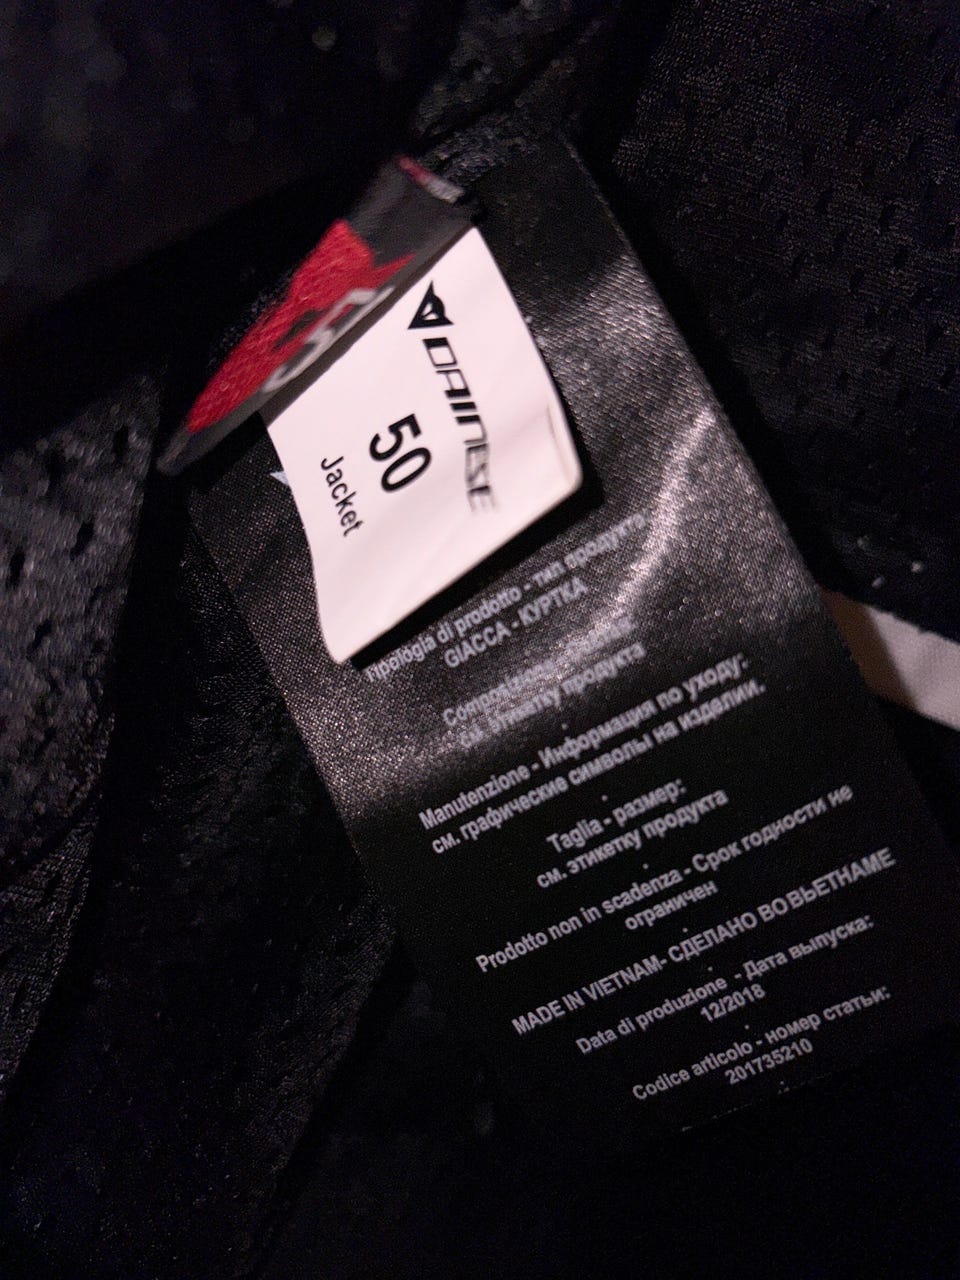 DAINESE
50
Jacket
Tipologia di prodotto - тип продукта:
GIACCA - КУРТКА
см. этикетку продукта
Manutenzione - Информация по уходу:
см. графические символы на изделии.
Taglia - размер:
см. этикетку продукта
Prodotto non in scadenza - Срок годности не
ограничен
MADE IN VIETNAM- СДЕЛАНО ВО ВЬЕТНАМЕ
Data di produzione - Дата выпуска:
12/2018
Codice articolo - номер статьи:
201735210